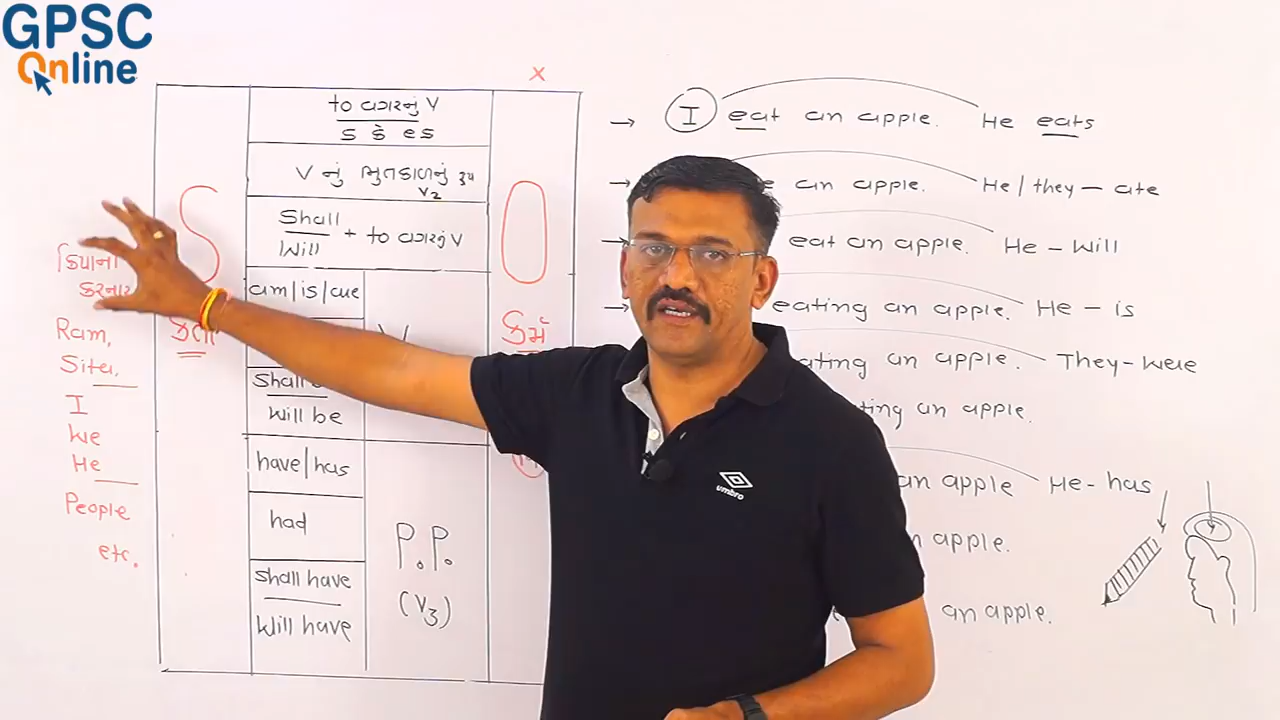 GPSC
Online
x
to વગરનું V
s કે es
V નું ભુતકાળનું રૂપ
V2
Shall
Will
+ to વગરનું V
am/is/are
Shall
Will be
have/has
had
P.P.
(V3)
Shall have
Will have
S
કર્તા
O
કર્મ
ક્રિયાનો
કરનાર
Ram,
Sita,
I
We
He
People
etc.
→ I eat an apple. He eats
→ an apple. He/they - ate
→ eat an apple. He - Will
→ eating an apple. He - is
ating an apple. They - were
ting an apple.
an apple He - has
an apple.
an apple.
umbro